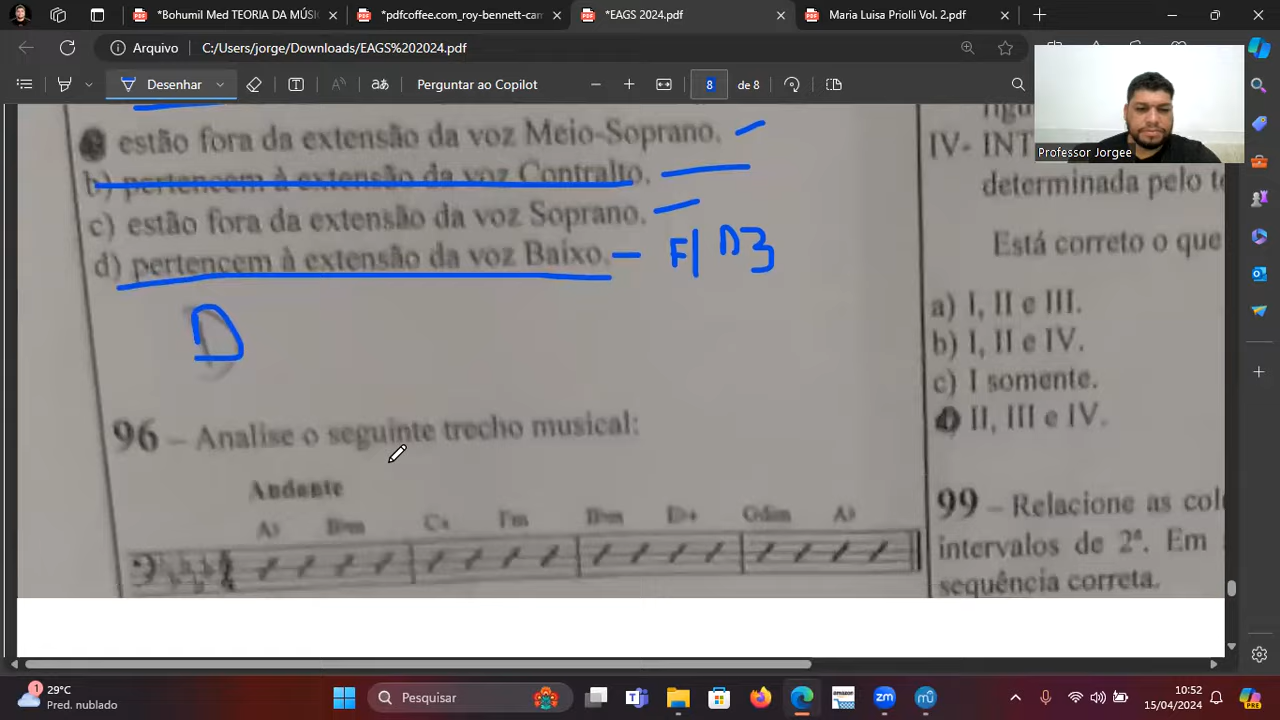 *Bohumil Med TEORIA DA MÚSI
*pdfcoffee.com_roy-bennett-can
*EAGS 2024.pdf
Maria Luisa Priolli Vol. 2.pdf
Arquivo
C:/Users/jorge/Downloads/EAGS%202024.pdf
Desenhar
Perguntar ao Copilot
8
de 8
Professor Jorgee
estão fora da extensão da voz Meio-Soprano.
b) pertencem à extensão da voz Contralto.
c) estão fora da extensão da voz Soprano.
d) pertencem à extensão da voz Baixo.
D
96 – Analise o seguinte trecho musical:
Andante
A♭ B♭m C+ Fm B♭m E♭+ Gdim A♭
IV- INT
determinada pelo te
Está correto o que
a) I, II e III.
b) I, II e IV.
c) I somente.
II, III e IV.
99 – Relacione as col
intervalos de 2ª. Em
sequência correta.
29°C
Pred. nublado
Pesquisar
10:52
15/04/2024